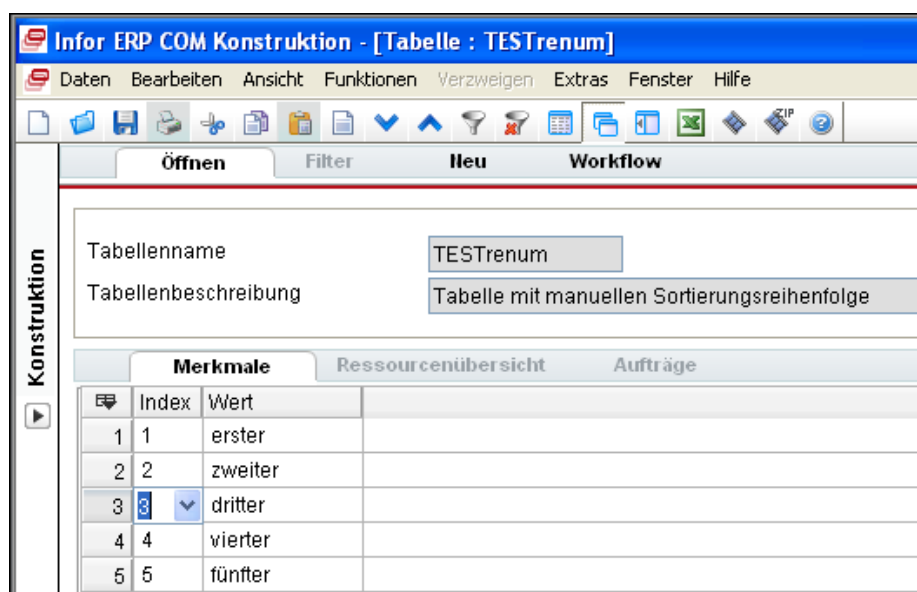 Infor ERP COM Konstruktion - [Tabelle : TESTrenum]
Daten Bearbeiten Ansicht Funktionen Verzweigen Extras Fenster Hilfe
ZIP
Öffnen Filter Neu Workflow
Konstruktion
Tabellenname TESTrenum
Tabellenbeschreibung Tabelle mit manuellen Sortierungsreihenfolge
Merkmale Ressourcenübersicht Aufträge
Index Wert
1 1 erster
2 2 zweiter
3 3 dritter
4 4 vierter
5 5 fünfter